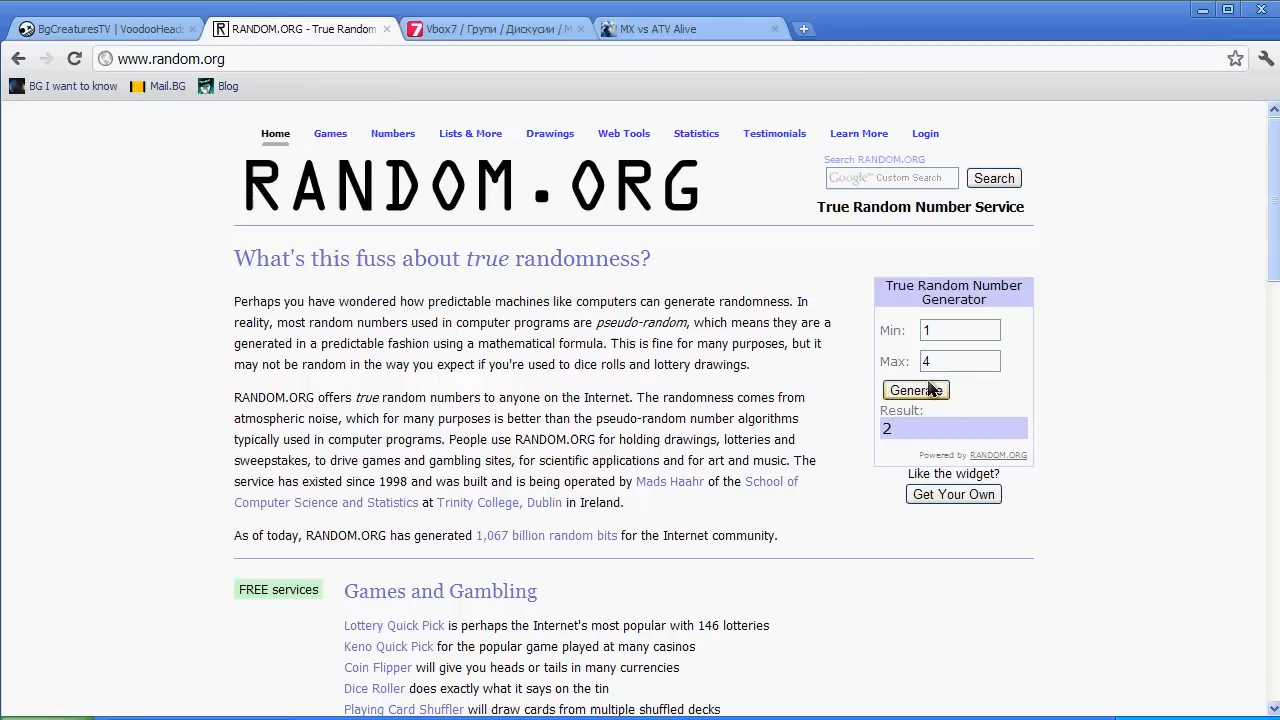 BgCreaturesTV | VoodooHeads
RANDOM.ORG - True Random
Vbox7 / Групи / Дискусии / М
MX vs ATV Alive
www.random.org
BG I want to know
Mail.BG
Blog
Home
Games
Numbers
Lists & More
Drawings
Web Tools
Statistics
Testimonials
Learn More
Login
RANDOM.ORG
Search RANDOM.ORG
Google™ Custom Search
Search
True Random Number Service
What's this fuss about true randomness?
Perhaps you have wondered how predictable machines like computers can generate randomness. In
reality, most random numbers used in computer programs are pseudo-random, which means they are a
generated in a predictable fashion using a mathematical formula. This is fine for many purposes, but it
may not be random in the way you expect if you're used to dice rolls and lottery drawings.
RANDOM.ORG offers true random numbers to anyone on the Internet. The randomness comes from
atmospheric noise, which for many purposes is better than the pseudo-random number algorithms
typically used in computer programs. People use RANDOM.ORG for holding drawings, lotteries and
sweepstakes, to drive games and gambling sites, for scientific applications and for art and music. The
service has existed since 1998 and was built and is being operated by Mads Haahr of the School of
Computer Science and Statistics at Trinity College, Dublin in Ireland.
As of today, RANDOM.ORG has generated 1,067 billion random bits for the Internet community.
True Random Number
Generator
Min: 1
Max: 4
Generate
Result:
2
Powered by RANDOM.ORG
Like the widget?
Get Your Own
FREE services
Games and Gambling
Lottery Quick Pick is perhaps the Internet's most popular with 146 lotteries
Keno Quick Pick for the popular game played at many casinos
Coin Flipper will give you heads or tails in many currencies
Dice Roller does exactly what it says on the tin
Playing Card Shuffler will draw cards from multiple shuffled decks